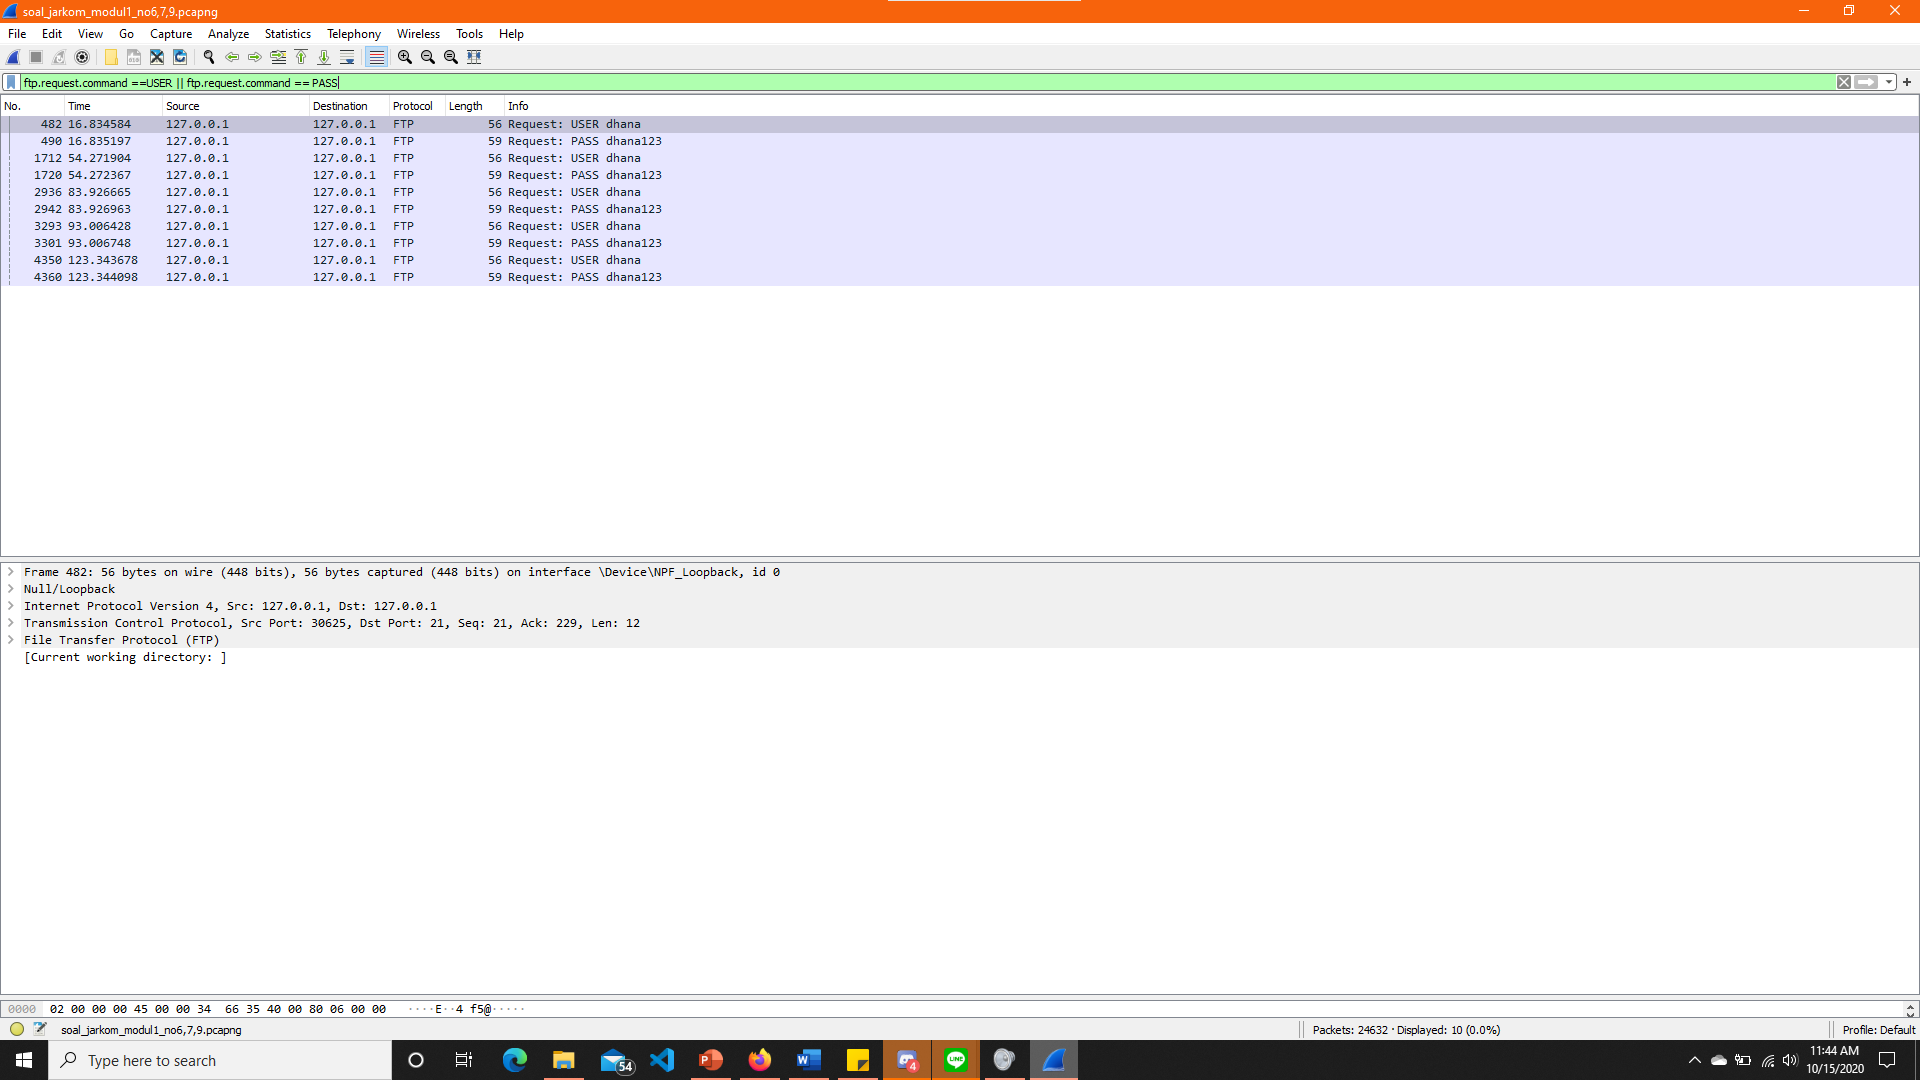 soal_jarkom_modul1_no6,7,9.pcapng
File Edit View Go Capture Analyze Statistics Telephony Wireless Tools Help
ftp.request.command ==USER || ftp.request.command == PASS
No. Time Source Destination Protocol Length Info
482 16.834584 127.0.0.1 127.0.0.1 FTP 56 Request: USER dhana
490 16.835197 127.0.0.1 127.0.0.1 FTP 59 Request: PASS dhana123
1712 54.271904 127.0.0.1 127.0.0.1 FTP 56 Request: USER dhana
1720 54.272367 127.0.0.1 127.0.0.1 FTP 59 Request: PASS dhana123
2936 83.926665 127.0.0.1 127.0.0.1 FTP 56 Request: USER dhana
2942 83.926963 127.0.0.1 127.0.0.1 FTP 59 Request: PASS dhana123
3293 93.006428 127.0.0.1 127.0.0.1 FTP 56 Request: USER dhana
3301 93.006748 127.0.0.1 127.0.0.1 FTP 59 Request: PASS dhana123
4350 123.343678 127.0.0.1 127.0.0.1 FTP 56 Request: USER dhana
4360 123.344098 127.0.0.1 127.0.0.1 FTP 59 Request: PASS dhana123
Frame 482: 56 bytes on wire (448 bits), 56 bytes captured (448 bits) on interface \Device\NPF_Loopback, id 0
Null/Loopback
Internet Protocol Version 4, Src: 127.0.0.1, Dst: 127.0.0.1
Transmission Control Protocol, Src Port: 30625, Dst Port: 21, Seq: 21, Ack: 229, Len: 12
File Transfer Protocol (FTP)
[Current working directory: ]
0000 02 00 00 00 45 00 00 34 66 35 40 00 80 06 00 00 ····E··4 f5@·····
soal_jarkom_modul1_no6,7,9.pcapng Packets: 24632 · Displayed: 10 (0.0%) Profile: Default
Type here to search 54 4 11:44 AM
10/15/2020